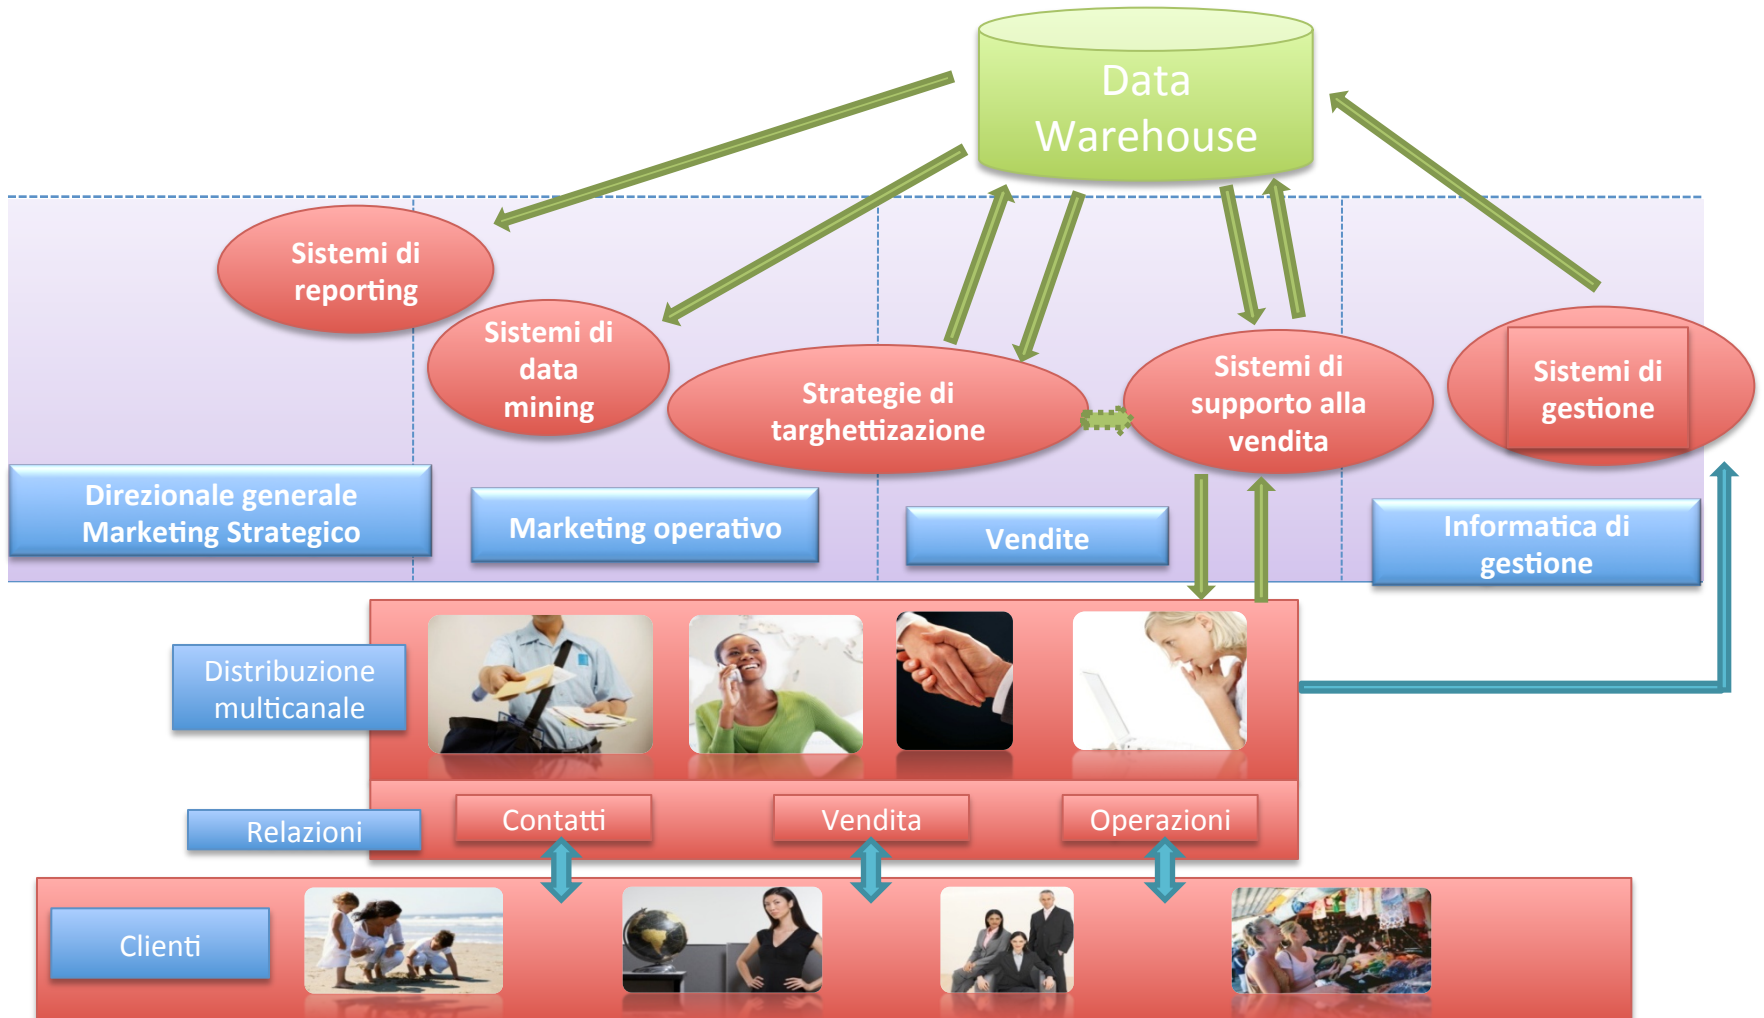 Data
Warehouse
Sistemi di
reporting
Sistemi di
data
mining
Strategie di
targhettizazione
Sistemi di
supporto alla
vendita
Sistemi di
gestione
Direzionale generale
Marketing Strategico
Marketing operativo
Vendite
Informatica di
gestione
Distribuzione
multicanale
Relazioni
Contatti
Vendita
Operazioni
Clienti